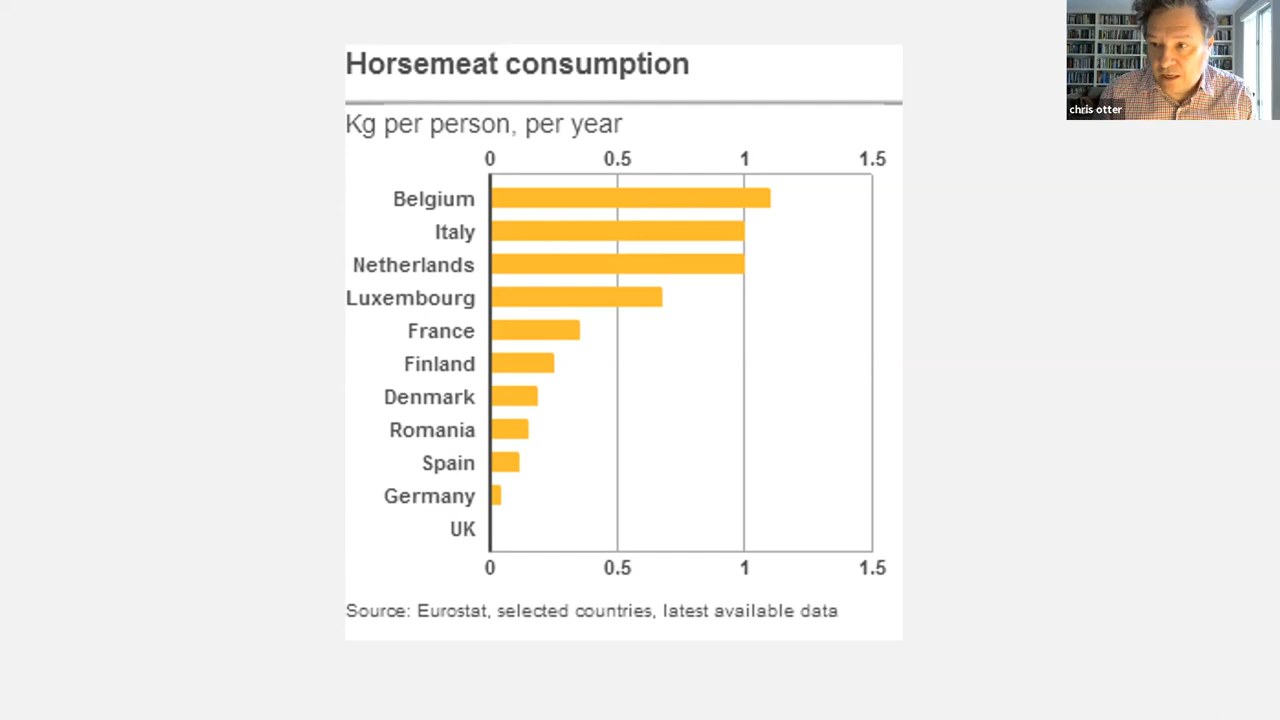 Horsemeat consumption
Kg per person, per year
0 0.5 1 1.5
Belgium
Italy
Netherlands
Luxembourg
France
Finland
Denmark
Romania
Spain
Germany
UK
0 0.5 1 1.5
Source: Eurostat, selected countries, latest available data
chris otter